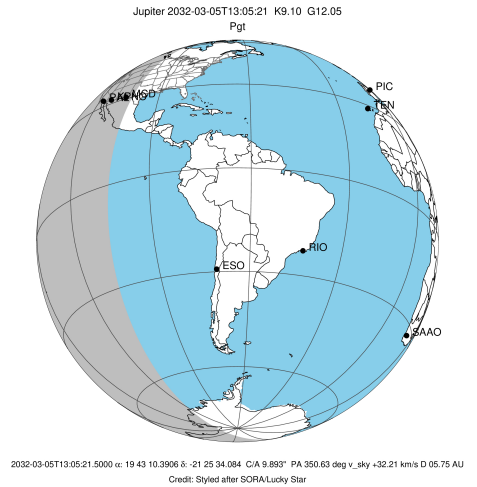 Jupiter 2032-03-05T13:05:21 K9.10 G12.05
Pgt
PIC
TEN
MCD
RIO
ESO
SAAO
2032-03-05T13:05:21.5000 α: 19 43 10.3906 δ: -21 25 34.084 C/A 9.893" PA 350.63 deg v_sky +32.21 km/s D 05.75 AU
Credit: Styled after SORA/Lucky Star